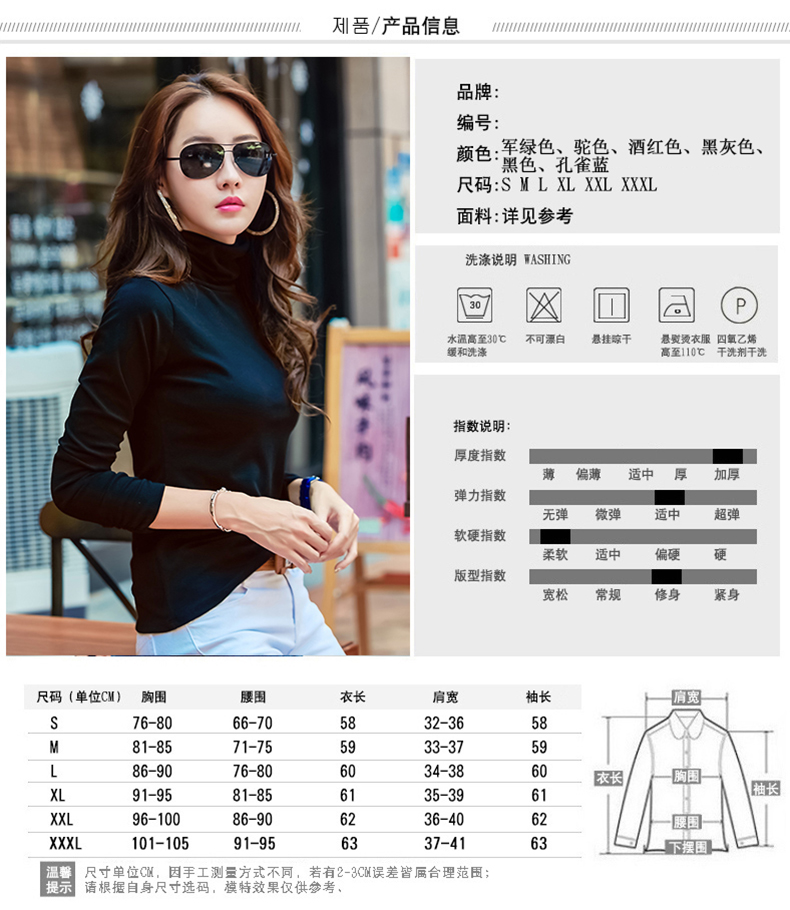 제품/产品信息
品牌:
编号:
颜色:军绿色、驼色、酒红色、黑灰色、
黑色、孔雀蓝
尺码:S M L XL XXL XXXL
面料:详见参考
洗涤说明 WASHING
30
P
水温高至30℃ 不可漂白 悬挂晾干 悬熨烫衣服 四氧乙烯
缓和洗涤 高至110℃ 干洗剂干洗
指数说明:
厚度指数
薄 偏薄 适中 厚 加厚
弹力指数
无弹 微弹 适中 超弹
软硬指数
柔软 适中 偏硬 硬
版型指数
宽松 常规 修身 紧身
尺码(单位CM) 胸围 腰围 衣长 肩宽 袖长
S 76-80 66-70 58 32-36 58
M 81-85 71-75 59 33-37 59
L 86-90 76-80 60 34-38 60
XL 91-95 81-85 61 35-39 61
XXL 96-100 86-90 62 36-40 62
XXXL 101-105 91-95 63 37-41 63
肩宽
衣长
胸围
袖长
腰围
下摆围
温馨 尺寸单位CM, 因手工测量方式不同, 若有2-3CM误差皆属合理范围;
提示 请根据自身尺寸选码, 模特效果仅供参考、